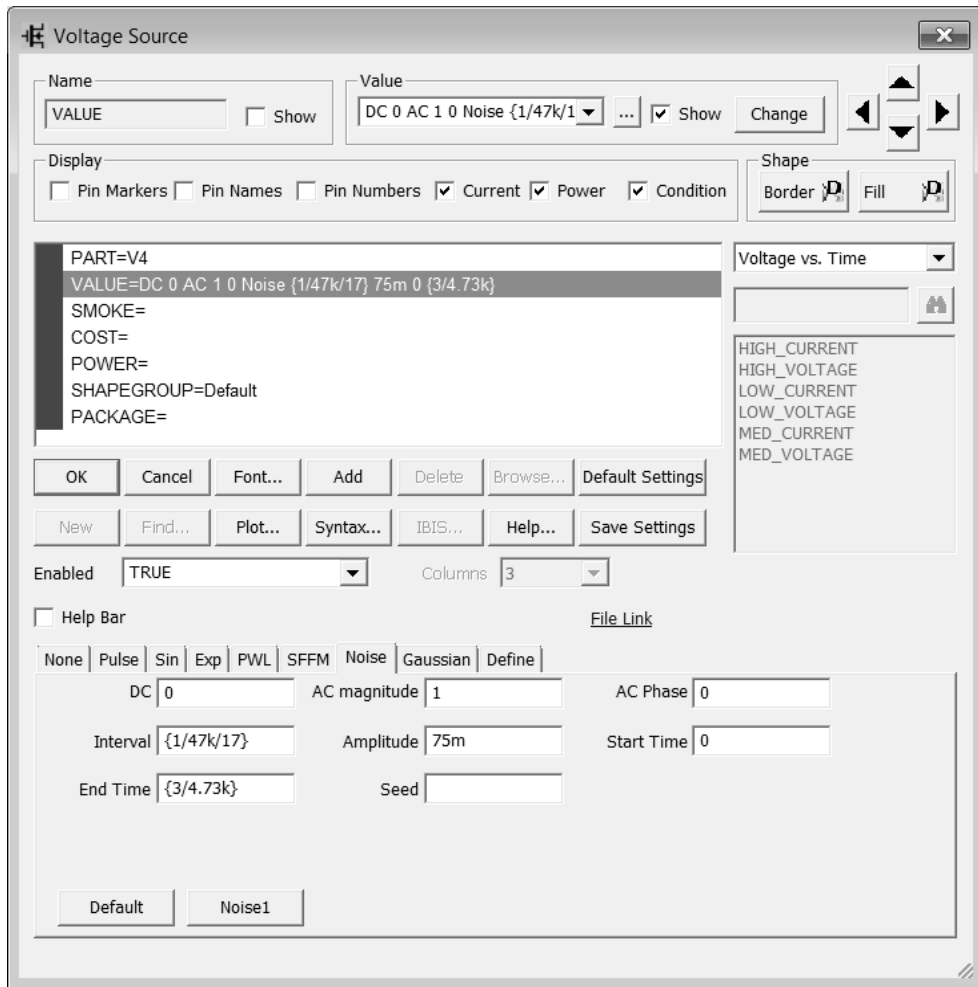 Voltage Source
Name
VALUE
Show
Value
DC 0 AC 1 0 Noise {1/47k/1
...
Show
Change
Display
Pin Markers
Pin Names
Pin Numbers
Current
Power
Condition
Shape
Border
Fill
PART=V4
VALUE=DC 0 AC 1 0 Noise {1/47k/17} 75m 0 {3/4.73k}
SMOKE=
COST=
POWER=
SHAPEGROUP=Default
PACKAGE=
Voltage vs. Time
HIGH_CURRENT
HIGH_VOLTAGE
LOW_CURRENT
LOW_VOLTAGE
MED_CURRENT
MED_VOLTAGE
OK
Cancel
Font...
Add
Delete
Browse...
Default Settings
New
Find...
Plot...
Syntax...
IBIS...
Help...
Save Settings
Enabled
TRUE
Columns
3
Help Bar
File Link
None
Pulse
Sin
Exp
PWL
SFFM
Noise
Gaussian
Define
DC 0
AC magnitude 1
AC Phase 0
Interval {1/47k/17}
Amplitude 75m
Start Time 0
End Time {3/4.73k}
Seed
Default
Noise1